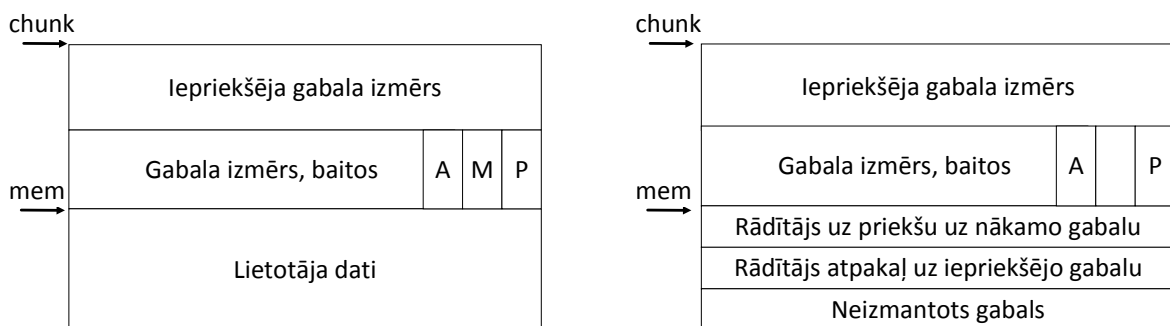 chunk
Iepriekšēja gabala izmērs
Gabala izmērs, baitos A M P
mem
Lietotāja dati
chunk
Iepriekšēja gabala izmērs
Gabala izmērs, baitos A P
mem
Rādītājs uz priekšu uz nākamo gabalu
Rādītājs atpakaļ uz iepriekšējo gabalu
Neizmantots gabals